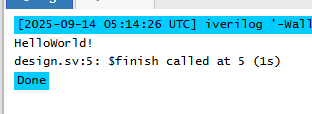 [2025-09-14 05:14:26 UTC] iverilog '-Wall
HelloWorld!
design.sv:5: $finish called at 5 (1s)
Done